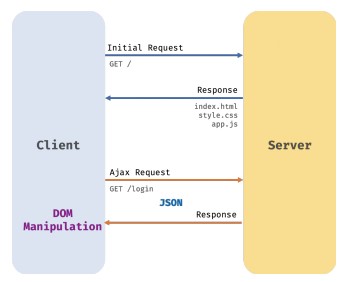 Initial Request
GET /
Response
index.html
style.css
app.js
Client
Server
Ajax Request
GET /login
JSON
DOM
Manipulation
Response